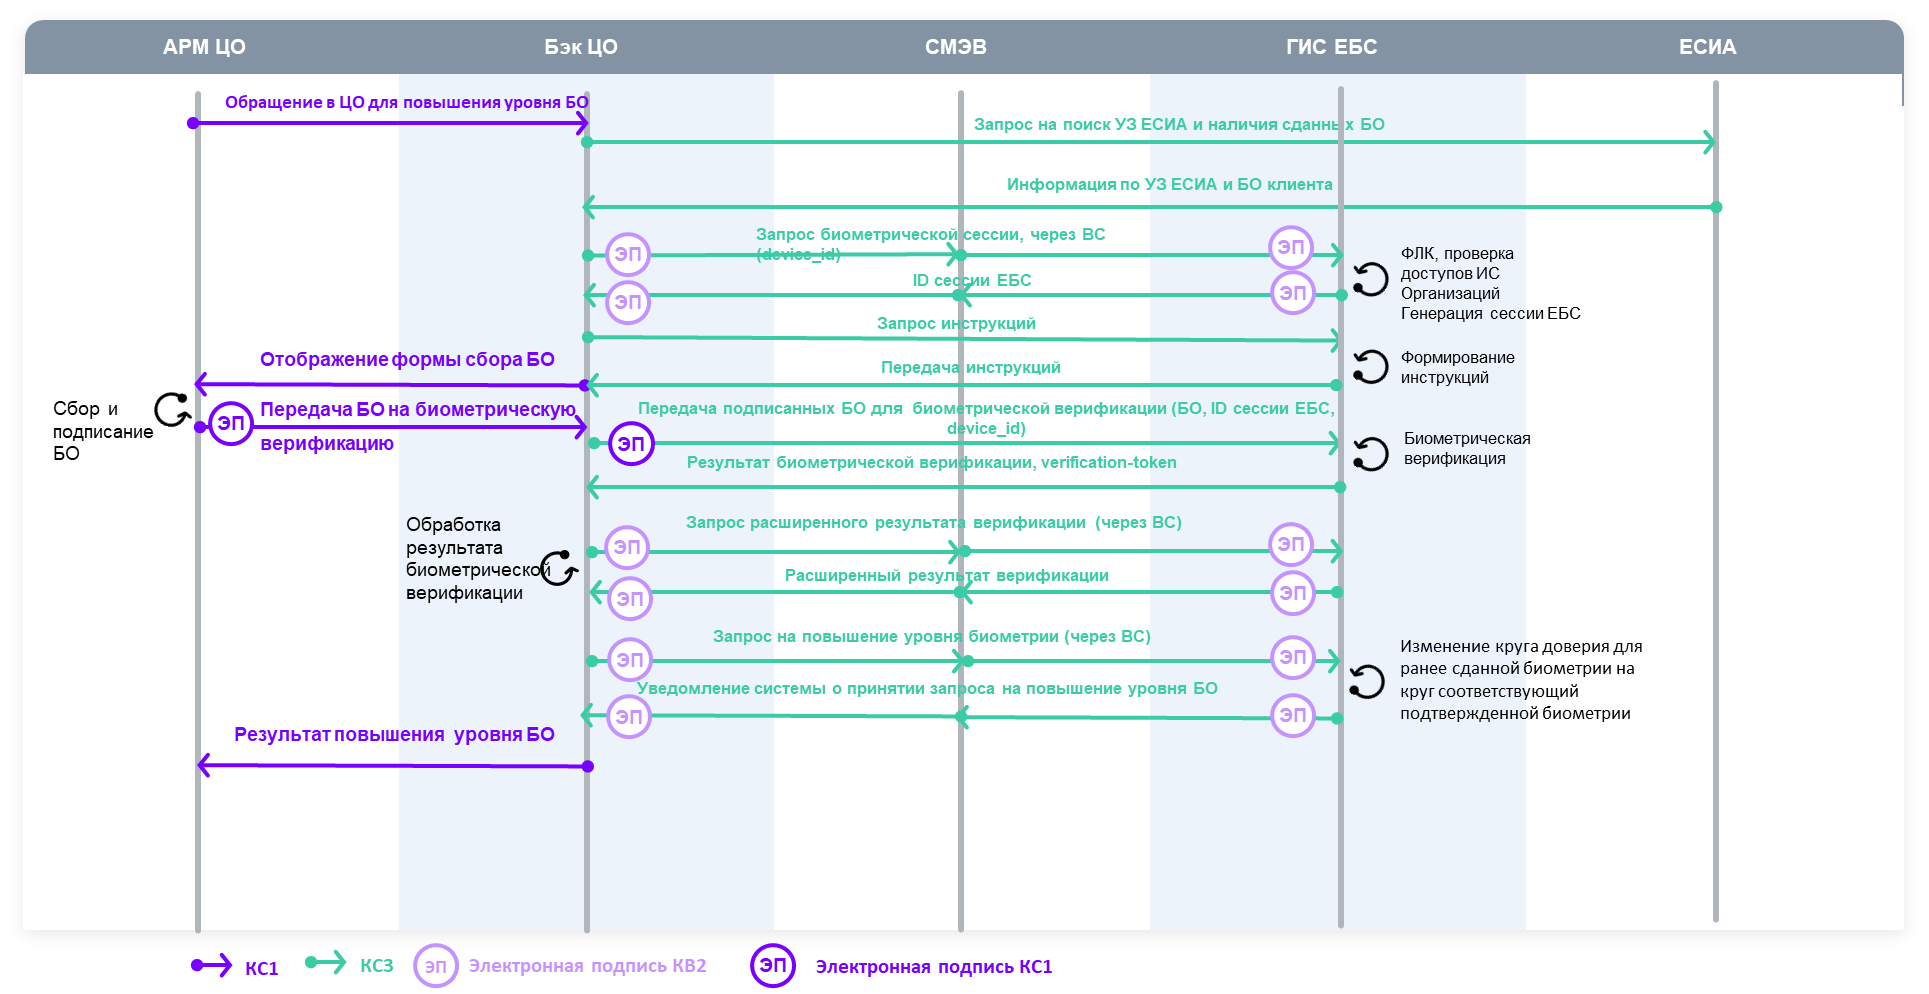 АРМ ЦО
Бэк ЦО
СМЭВ
ГИС ЕБС
ЕСИА
Обращение в ЦО для повышения уровня БО
Запрос на поиск УЗ ЕСИА и наличия сданных БО
Информация по УЗ ЕСИА и БО клиента
Запрос биометрической сессии, через ВС
(device_id)
ЭП
ЭП
ФЛК, проверка
доступов ИС
Организаций
Генерация сессии ЕБС
ID сессии ЕБС
ЭП
ЭП
Запрос инструкций
Отображение формы сбора БО
Передача инструкций
Формирование
инструкций
Сбор и
подписание
БО
ЭП
Передача БО на биометрическую
верификацию
Передача подписанных БО для биометрической верификации (БО, ID сессии ЕБС,
device_id)
ЭП
Биометрическая
верификация
Результат биометрической верификации, verification-token
Обработка
результата
биометрической
верификации
Запрос расширенного результата верификации (через ВС)
ЭП
ЭП
Расширенный результат верификации
ЭП
ЭП
Запрос на повышение уровня биометрии (через ВС)
ЭП
ЭП
Изменение круга доверия для
ранее сданной биометрии на
круг соответствующий
подтвержденной биометрии
Уведомление системы о принятии запроса на повышение уровня БО
ЭП
ЭП
Результат повышения уровня БО
КС1
КС3
ЭП
Электронная подпись КВ2
ЭП
Электронная подпись КС1